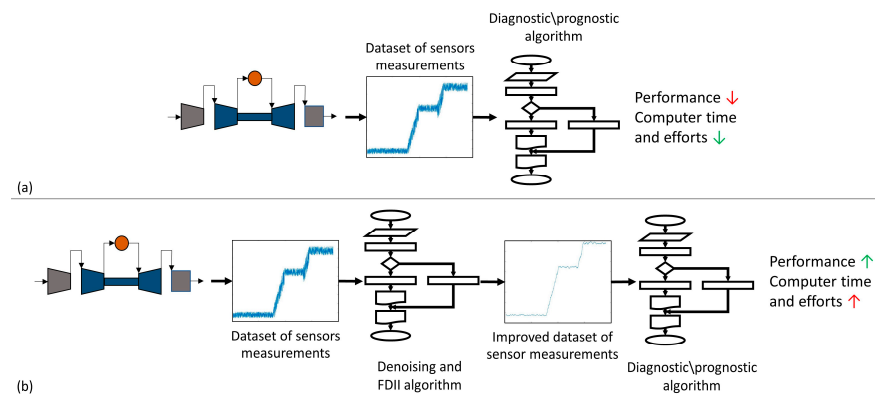 Diagnostic\prognostic
algorithm
Dataset of sensors
measurements
Performance ↓
Computer time
and efforts ↓
(a)
Performance ↑
Computer time
and efforts ↑
Dataset of sensors
measurements
Improved dataset of
sensor measurements
Denoising and
FDII algorithm
Diagnostic\prognostic
algorithm
(b)